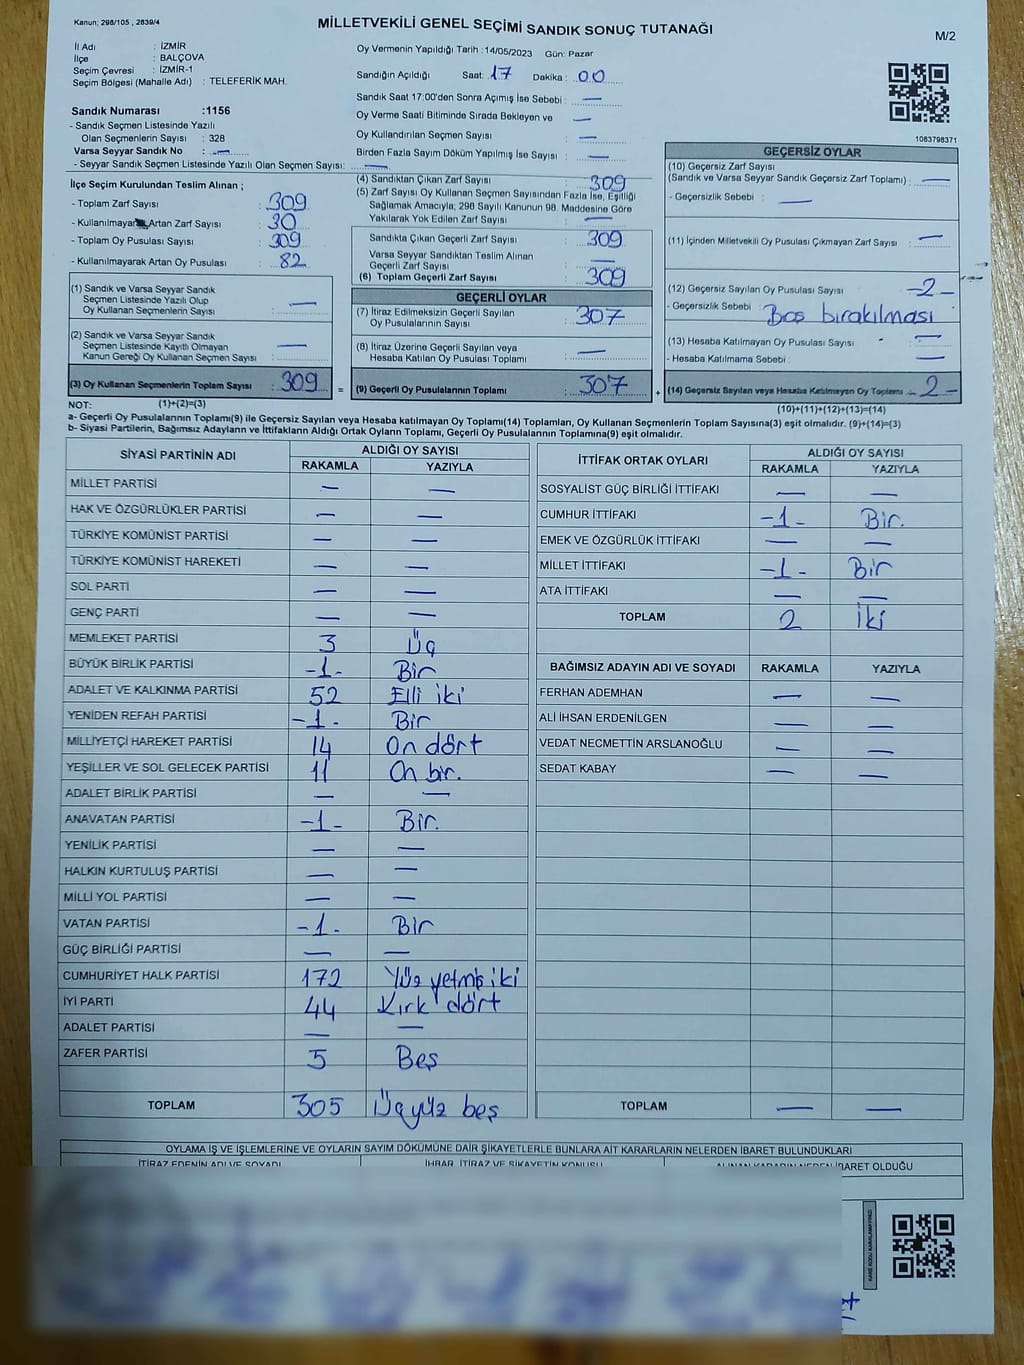 Kanun; 298/105 , 2839/4
MİLLETVEKİLİ GENEL SEÇİMİ SANDIK SONUÇ TUTANAĞI
M/2
İl Adı : İZMİR
İlçe : BALÇOVA
Seçim Çevresi : İZMİR-1
Seçim Bölgesi (Mahalle Adı) : TELEFERİK MAH.
Oy Vermenin Yapıldığı Tarih :14/05/2023 Gün: Pazar
Sandığın Açıldığı Saat: 17 Dakika : 00
Sandık Saat 17:00'den Sonra Açımış İse Sebebi : —
Oy Verme Saati Bitiminde Sırada Bekleyen ve —
Oy Kullandırılan Seçmen Sayısı : —
Birden Fazla Sayım Döküm Yapılmış İse Sayısı : —
Sandık Numarası :1156
- Sandık Seçmen Listesinde Yazılı
Olan Seçmenlerin Sayısı : 328
Varsa Seyyar Sandık No : —
- Seyyar Sandık Seçmen Listesinde Yazılı Olan Seçmen Sayısı: —
1083798371
İlçe Seçim Kurulundan Teslim Alınan ;
- Toplam Zarf Sayısı : 309
- Kullanılmayarak Artan Zarf Sayısı : 30
- Toplam Oy Pusulası Sayısı : 309
- Kullanılmayarak Artan Oy Pusulası : 82
(1) Sandık ve Varsa Seyyar Sandık
Seçmen Listesinde Yazılı Olup
Oy Kullanan Seçmenlerin Sayısı : —
(2) Sandık ve Varsa Seyyar Sandık
Seçmen Listesinde Kayıtlı Olmayan
Kanun Gereği Oy Kullanan Seçmen Sayısı : —
(3) Oy Kullanan Seçmenlerin Toplam Sayısı : 309 =
(1)+(2)=(3)
(4) Sandıktan Çıkan Zarf Sayısı : 309
(5) Zarf Sayısı Oy Kullanan Seçmen Sayısından Fazla İse, Eşitliği
Sağlamak Amacıyla; 298 Sayılı Kanunun 98. Maddesine Göre
Yakılarak Yok Edilen Zarf Sayısı : —
Sandıkta Çıkan Geçerli Zarf Sayısı : 309
Varsa Seyyar Sandıktan Teslim Alınan
Geçerli Zarf Sayısı : —
(6) Toplam Geçerli Zarf Sayısı : 309
GEÇERLİ OYLAR
(7) İtiraz Edilmeksizin Geçerli Sayılan
Oy Pusulalarının Sayısı : 307
(8) İtiraz Üzerine Geçerli Sayılan veya
Hesaba Katılan Oy Pusulası Toplamı : —
(9) Geçerli Oy Pusulalarının Toplamı : 307 +
GEÇERSİZ OYLAR
(10) Geçersiz Zarf Sayısı
(Sandık ve Varsa Seyyar Sandık Geçersiz Zarf Toplamı) : —
- Geçersizlik Sebebi : —
(11) İçinden Milletvekili Oy Pusulası Çıkmayan Zarf Sayısı : —
(12) Geçersiz Sayılan Oy Pusulası Sayısı : -2-
- Geçersizlik Sebebi : Boş bırakılması
(13) Hesaba Katılmayan Oy Pusulası Sayısı : —
- Hesaba Katılmama Sebebi : —
(14) Geçersiz Sayılan veya Hesaba Katılmayan Oy Toplamı : -2-
(10)+(11)+(12)+(13)=(14)
NOT:
a- Geçerli Oy Pusulalarının Toplamı(9) ile Geçersiz Sayılan veya Hesaba katılmayan Oy Toplamı(14) Toplamları, Oy Kullanan Seçmenlerin Toplam Sayısına(3) eşit olmalıdır. (9)+(14)=(3)
b- Siyasi Partilerin, Bağımsız Adayların ve İttifakların Aldığı Ortak Oyların Toplamı, Geçerli Oy Pusulalarının Toplamına(9) eşit olmalıdır.
SİYASİ PARTİNİN ADI ALDIĞI OY SAYISI
RAKAMLA YAZIYLA
MİLLET PARTİSİ — —
HAK VE ÖZGÜRLÜKLER PARTİSİ — —
TÜRKİYE KOMÜNİST PARTİSİ — —
TÜRKİYE KOMÜNİST HAREKETİ — —
SOL PARTİ — —
GENÇ PARTİ — —
MEMLEKET PARTİSİ 3 Üç
BÜYÜK BİRLİK PARTİSİ -1- Bir
ADALET VE KALKINMA PARTİSİ 52 Elli iki
YENİDEN REFAH PARTİSİ -1- Bir
MİLLİYETÇİ HAREKET PARTİSİ 14 On dört
YEŞİLLER VE SOL GELECEK PARTİSİ 11 On bir.
ADALET BİRLİK PARTİSİ — —
ANAVATAN PARTİSİ -1- Bir.
YENİLİK PARTİSİ — —
HALKIN KURTULUŞ PARTİSİ — —
MİLLİ YOL PARTİSİ — —
VATAN PARTİSİ -1- Bir
GÜÇ BİRLİĞİ PARTİSİ — —
CUMHURİYET HALK PARTİSİ 172 Yüz yetmiş iki
İYİ PARTİ 44 Kırk dört
ADALET PARTİSİ — —
ZAFER PARTİSİ 5 Beş
TOPLAM 305 Üçyüz beş
İTTİFAK ORTAK OYLARI ALDIĞI OY SAYISI
RAKAMLA YAZIYLA
SOSYALİST GÜÇ BİRLİĞİ İTTİFAKI — —
CUMHUR İTTİFAKI -1- Bir.
EMEK VE ÖZGÜRLÜK İTTİFAKI — —
MİLLET İTTİFAKI -1- Bir
ATA İTTİFAKI — —
TOPLAM 2 İki
BAĞIMSIZ ADAYIN ADI VE SOYADI RAKAMLA YAZIYLA
FERHAN ADEMHAN — —
ALİ İHSAN ERDENİLGEN — —
VEDAT NECMETTİN ARSLANOĞLU — —
SEDAT KABAY — —
TOPLAM — —
OYLAMA İŞ VE İŞLEMLERİNE VE OYLARIN SAYIM DÖKÜMÜNE DAİR ŞİKAYETLERLE BUNLARA AİT KARARLARIN NELERDEN İBARET BULUNDUKLARI
İTİRAZ EDENİN ADI VE SOYADI İHBAR, İTİRAZ VE ŞİKAYETİN KONUSU ALINAN KARARIN NEDEN İBARET OLDUĞU